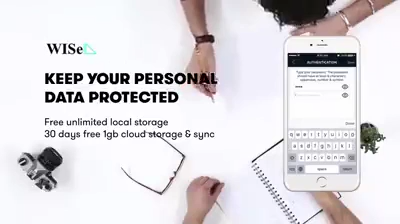 WISe
KEEP YOUR PERSONAL
DATA PROTECTED
Free unlimited local storage
30 days free 1gb cloud storage & sync
AUTHENTICATION
q w e r t y u i o p
a s d f g h j k l
z x c v b n m